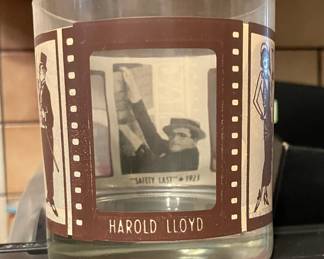 "SAFETY LAST" • 1923
HAROLD LLOYD